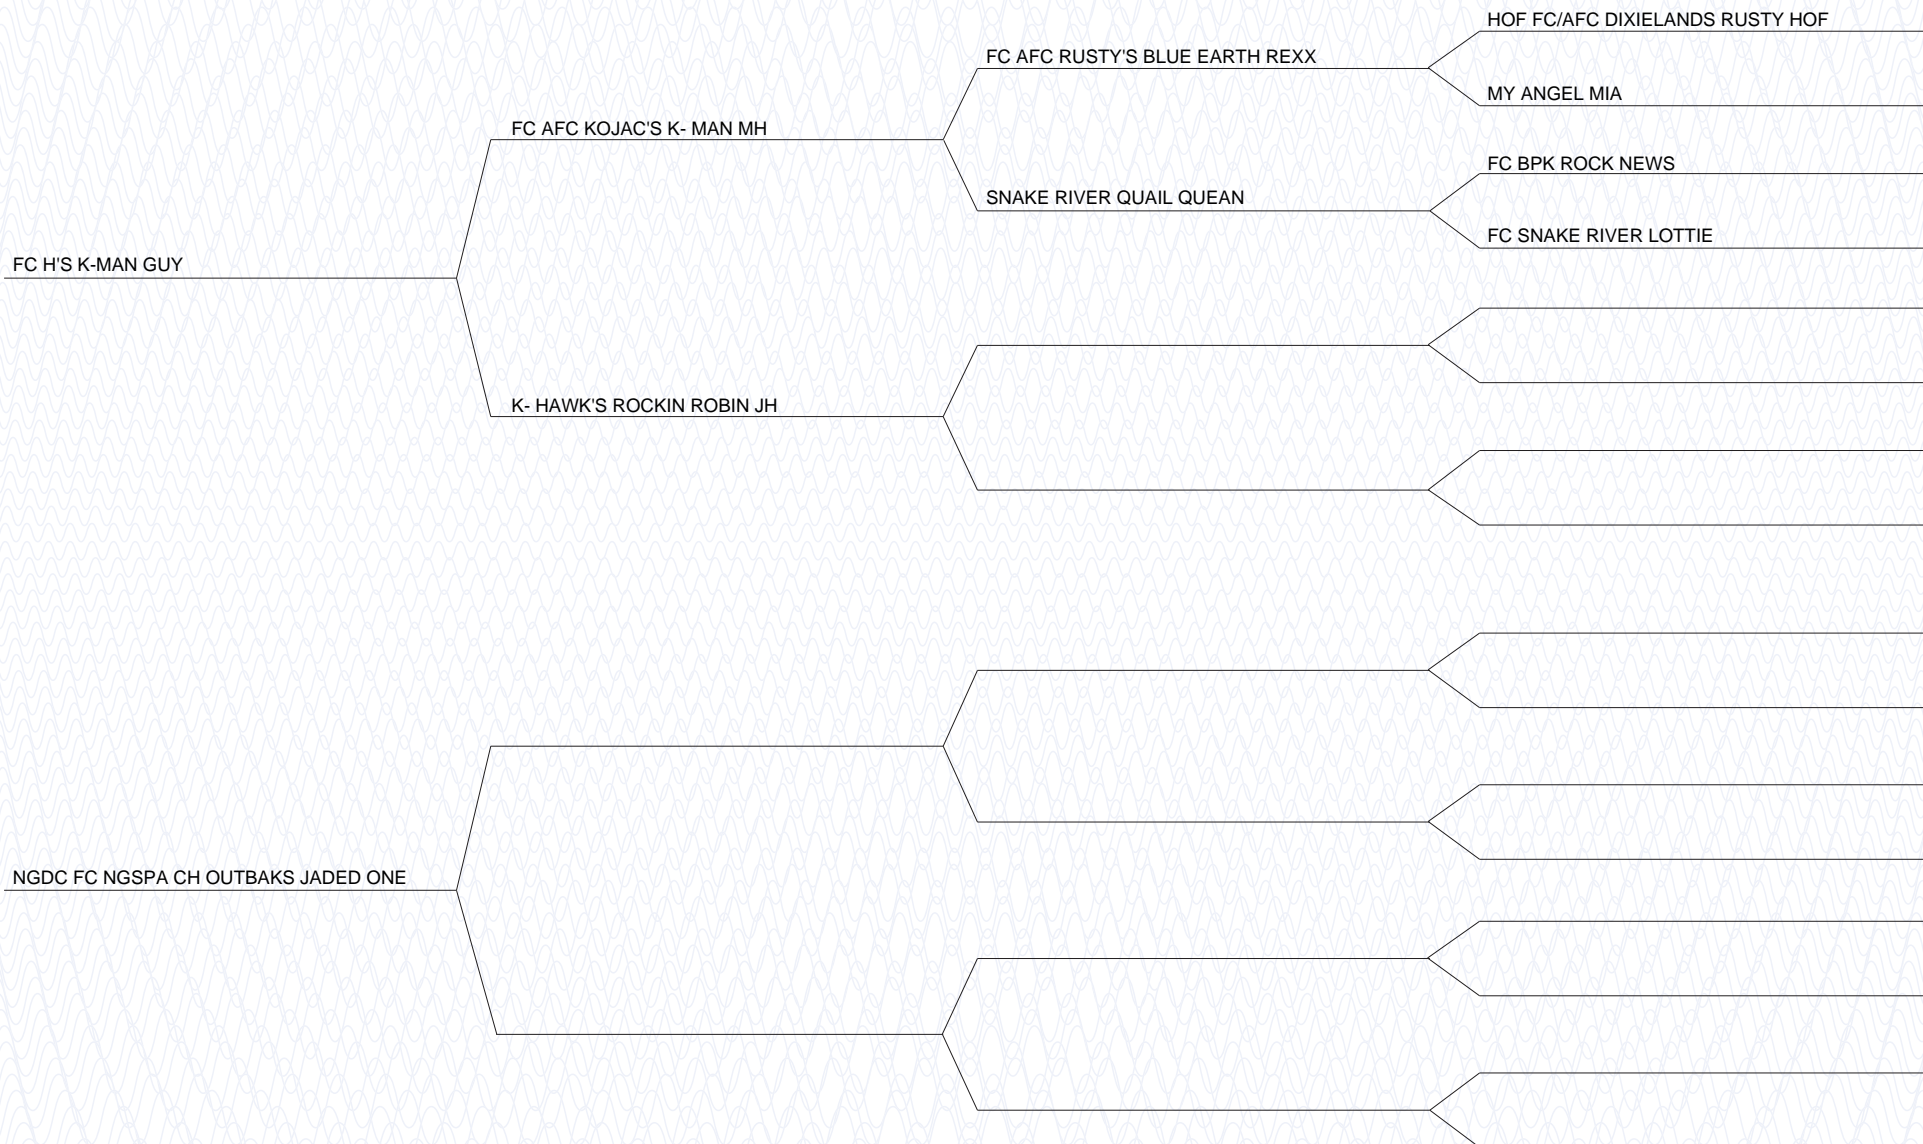 HOF FC/AFC DIXIELANDS RUSTY HOF
FC AFC RUSTY'S BLUE EARTH REXX
MY ANGEL MIA
FC AFC KOJAC'S K- MAN MH
FC BPK ROCK NEWS
SNAKE RIVER QUAIL QUEAN
FC SNAKE RIVER LOTTIE
FC H'S K-MAN GUY
K- HAWK'S ROCKIN ROBIN JH
NGDC FC NGSPA CH OUTBAKS JADED ONE